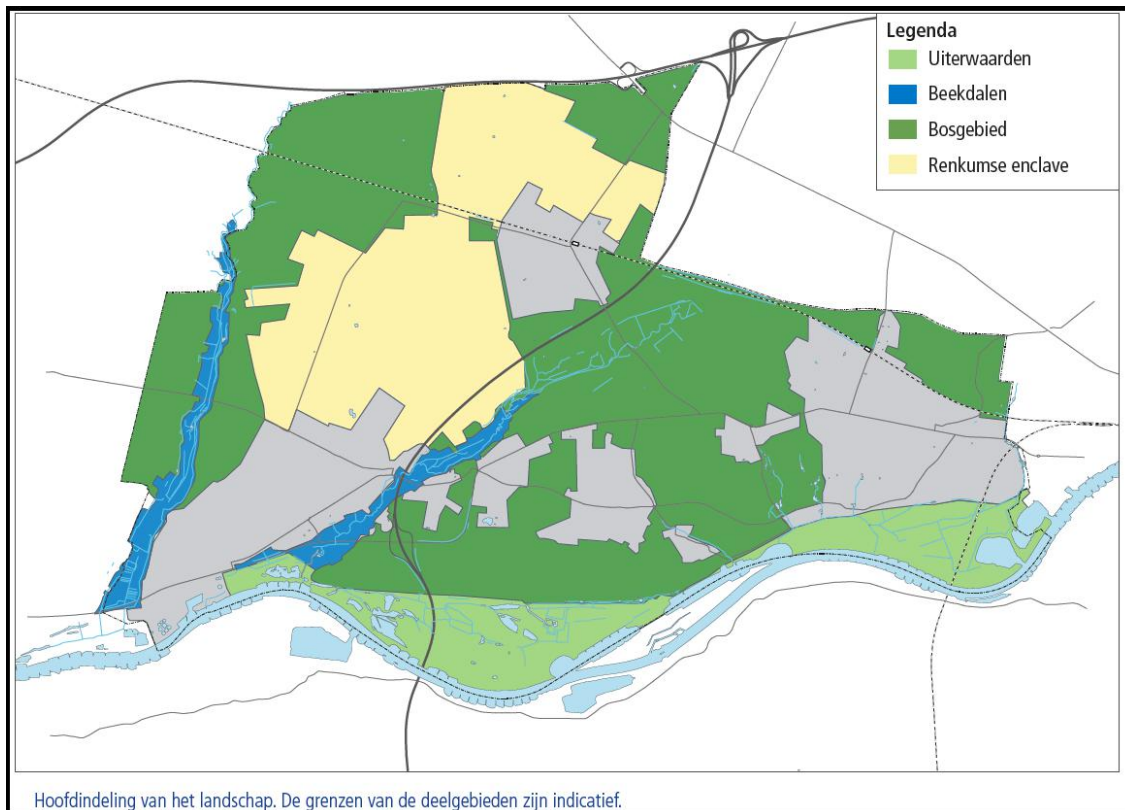 Legenda
Uiterwaarden
Beekdalen
Bosgebied
Renkumse enclave
Hoofdindeling van het landschap. De grenzen van de deelgebieden zijn indicatief.